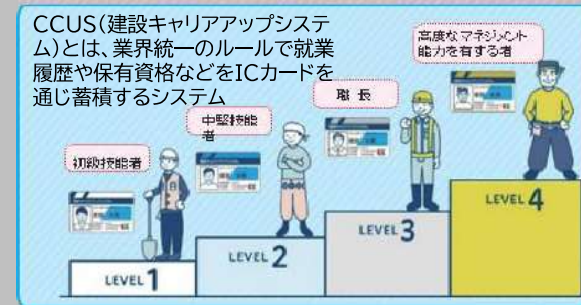 CCUS(建設キャリアアップシステ
ム)とは、業界統一のルールで就業
履歴や保有資格などをICカードを
通じ蓄積するシステム
高度なマネジメント
能力を有する者
職 長
中堅技能
者
初級技能者
LEVEL 4
LEVEL 3
LEVEL 2
LEVEL 1